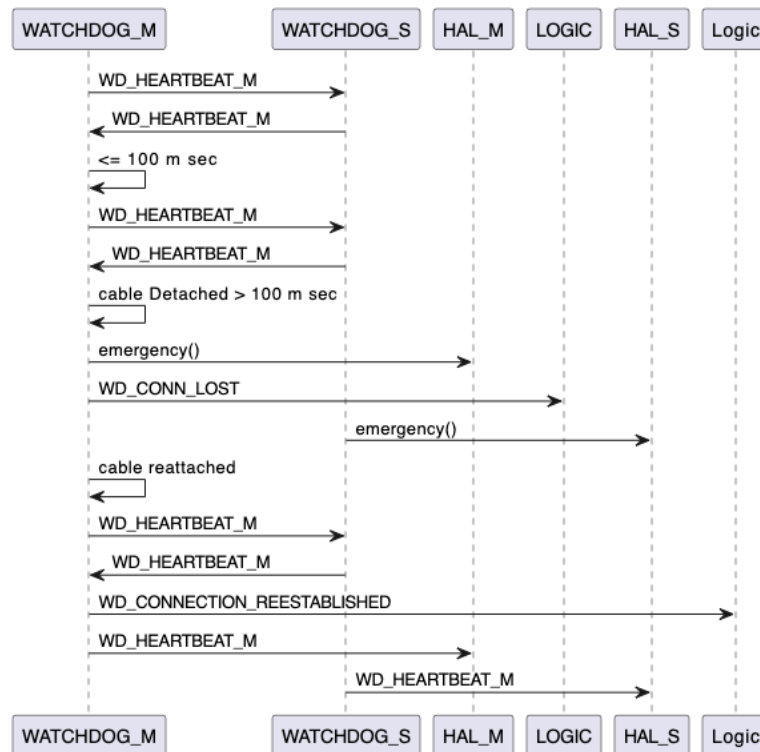 WATCHDOG_M WATCHDOG_S HAL_M LOGIC HAL_S Logic
WD_HEARTBEAT_M
WD_HEARTBEAT_M
<= 100 m sec
WD_HEARTBEAT_M
WD_HEARTBEAT_M
cable Detached > 100 m sec
emergency()
WD_CONN_LOST
emergency()
cable reattached
WD_HEARTBEAT_M
WD_HEARTBEAT_M
WD_CONNECTION_REESTABLISHED
WD_HEARTBEAT_M
WD_HEARTBEAT_M
WATCHDOG_M WATCHDOG_S HAL_M LOGIC HAL_S Logic